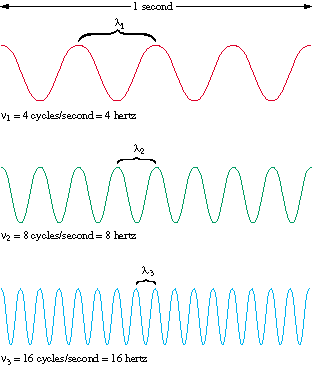 1 second
λ1
ν1 = 4 cycles/second = 4 hertz
λ2
ν2 = 8 cycles/second = 8 hertz
λ3
ν3 = 16 cycles/second = 16 hertz